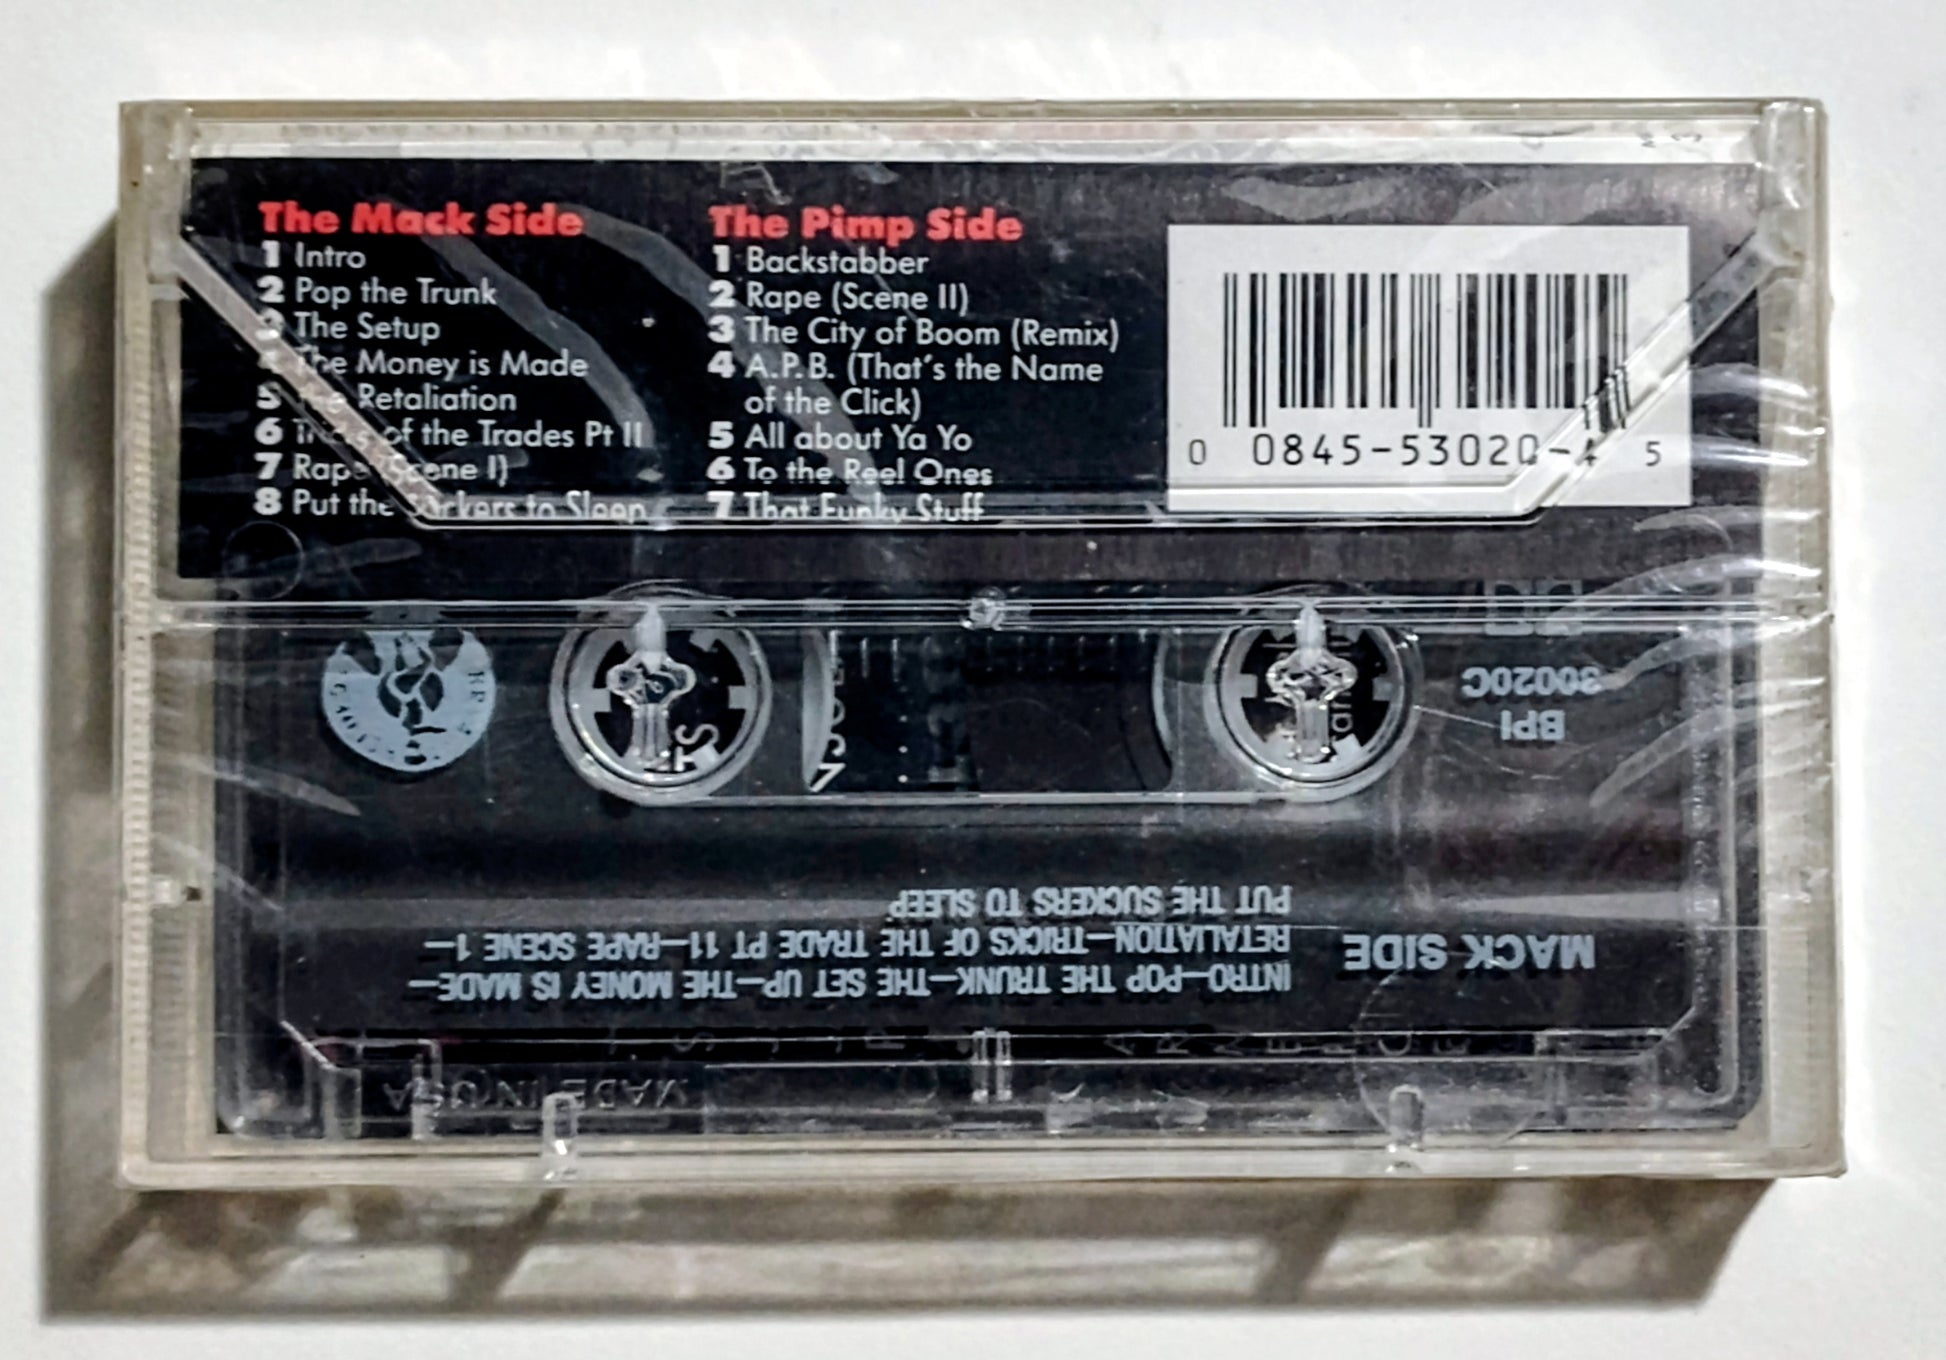 The Mack Side
1 Intro
2 Pop the Trunk
3 The Setup
4 The Money is Made
5 The Retaliation
6 of the Trades Pt II
7 Rape (Scene I)
8 Put the Suckers to Sleep
The Pimp Side
1 Backstabber
2 Rape (Scene II)
3 The City of Boom (Remix)
4 A.P.B. (That's the Name
of the Click)
5 All about Ya Yo
6 To the Reel Ones
7 That Funky Stuff
0 0845-53020-4 5
BPI
30020C
MACK SIDE
INTRO—POP THE TRUNK—THE SET UP—THE MONEY IS MADE—
RETALIATION—TRICKS OF THE TRADE PT 11—RAPE SCENE 1—
PUT THE SUCKERS TO SLEEP
MADE IN USA